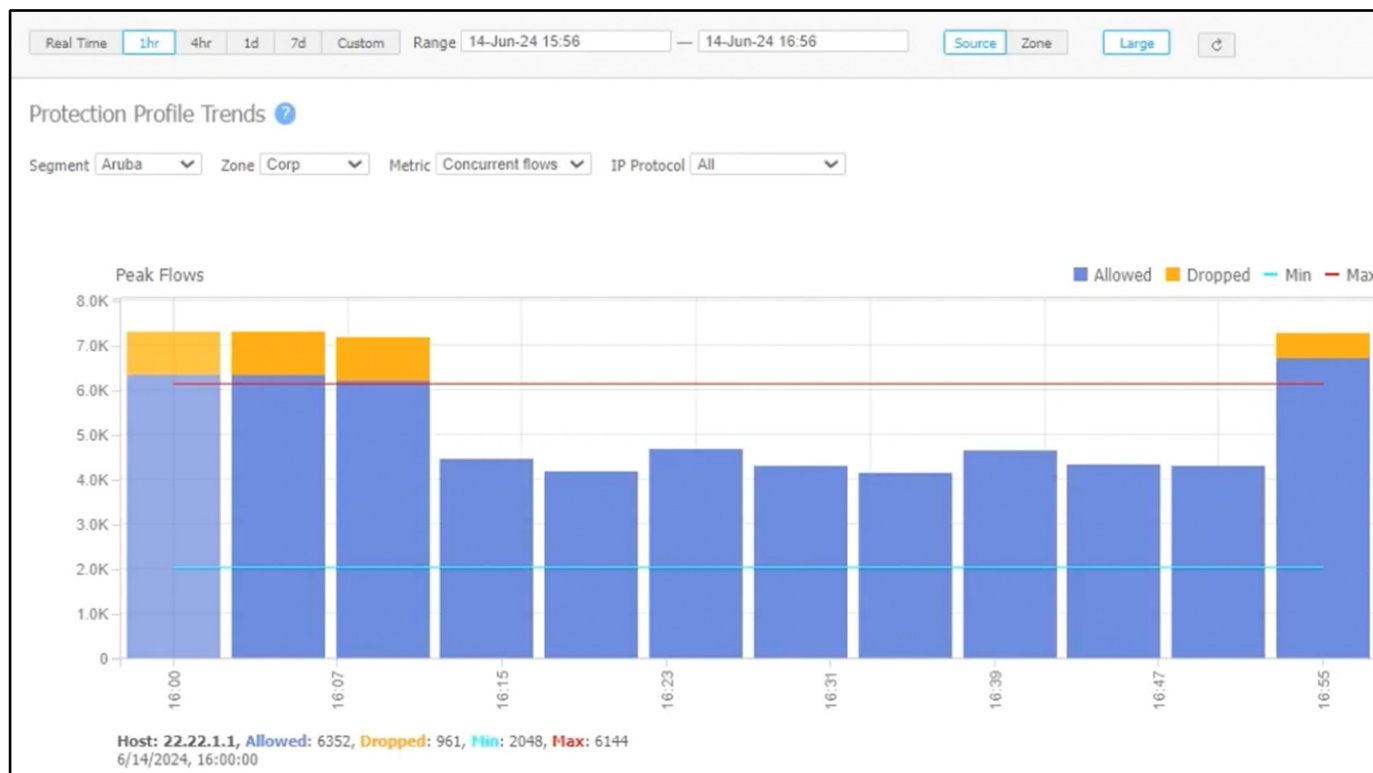 Real Time 1hr 4hr 1d 7d Custom Range 14-Jun-24 15:56 — 14-Jun-24 16:56 Source Zone Large
Protection Profile Trends ?
Segment Aruba Zone Corp Metric Concurrent flows IP Protocol All
Peak Flows Allowed Dropped Min Max
8.0K
7.0K
6.0K
5.0K
4.0K
3.0K
2.0K
1.0K
0
16:00 16:07 16:15 16:23 16:31 16:39 16:47 16:55
Host: 22.22.1.1, Allowed: 6352, Dropped: 961, Min: 2048, Max: 6144
6/14/2024, 16:00:00